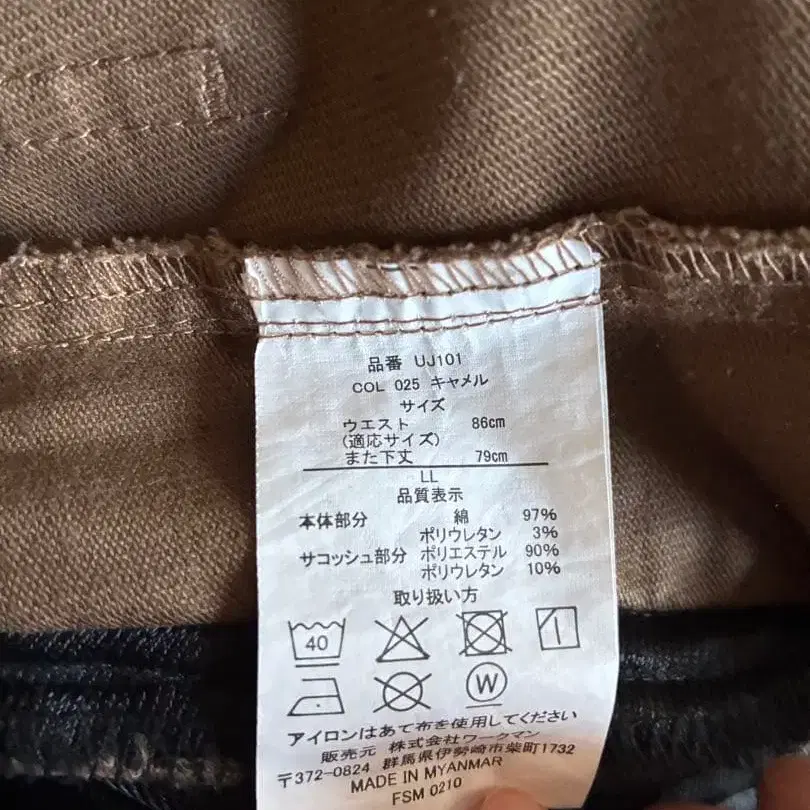 品番 UJ101
COL 025 キャメル
サイズ
ウエスト 86cm
(適応サイズ)
また下丈 79cm
LL
品質表示
本体部分 綿 97%
ポリウレタン 3%
サコッシュ部分 ポリエステル 90%
ポリウレタン 10%
取り扱い方
40
W
アイロンはあて布を使用してください
販売元 株式会社ワークマン
〒372-0824 群馬県伊勢崎市柴町1732
MADE IN MYANMAR
FSM 0210